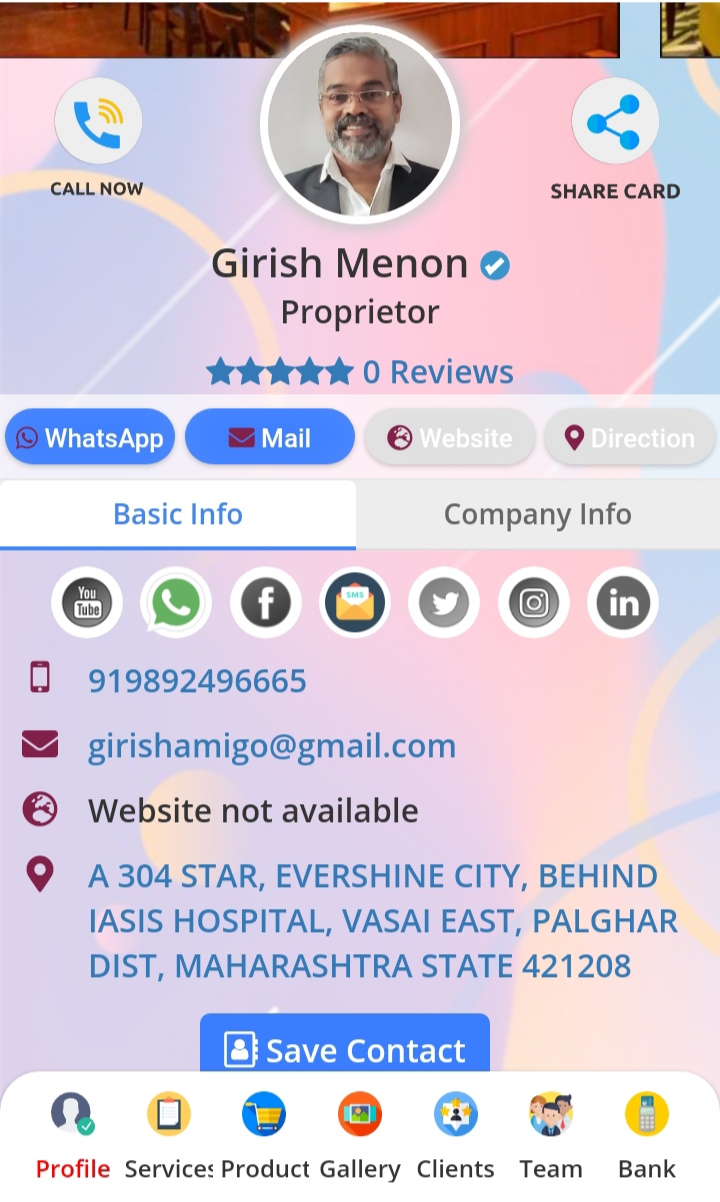 CALL NOW
SHARE CARD
Girish Menon
Proprietor
0 Reviews
WhatsApp Mail Website Direction
Basic Info Company Info
You Tube f SMS in
919892496665
girishamigo@gmail.com
Website not available
A 304 STAR, EVERSHINE CITY, BEHIND
IASIS HOSPITAL, VASAI EAST, PALGHAR
DIST, MAHARASHTRA STATE 421208
Save Contact
Profile Services Product Gallery Clients Team Bank